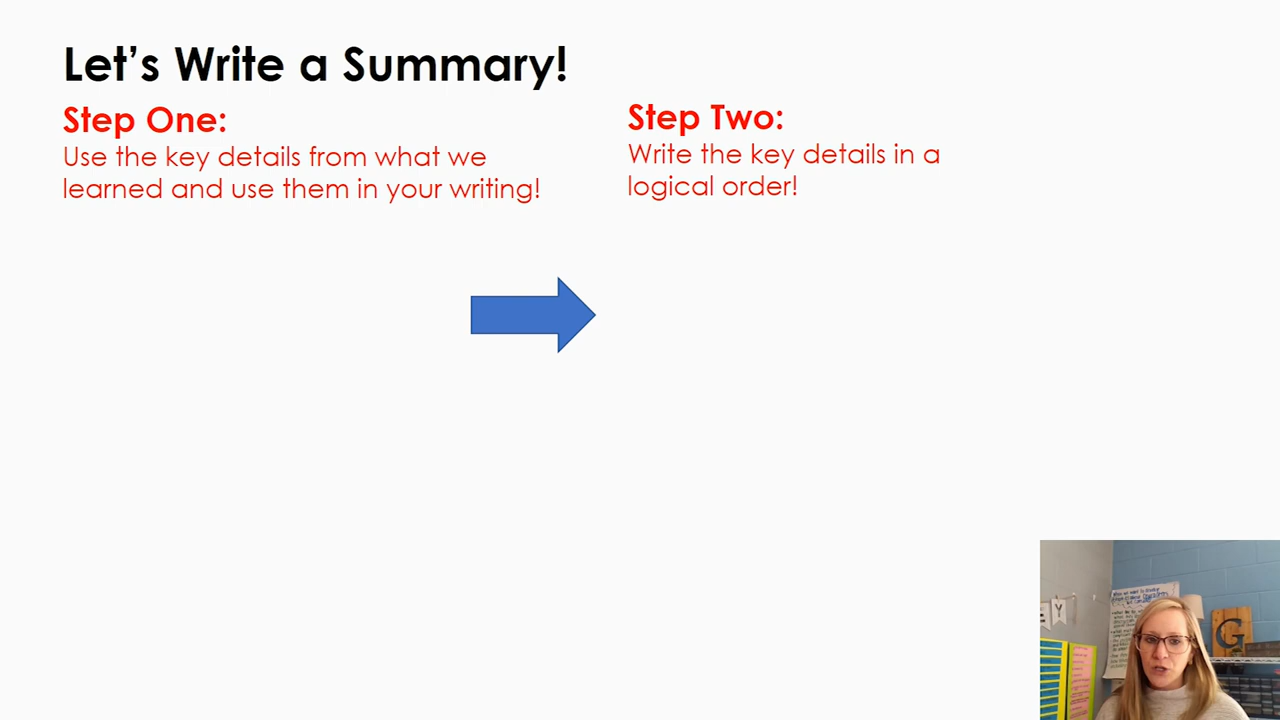 Let's Write a Summary!
Step One:
Use the key details from what we
learned and use them in your writing!
Step Two:
Write the key details in a
logical order!
Y
G